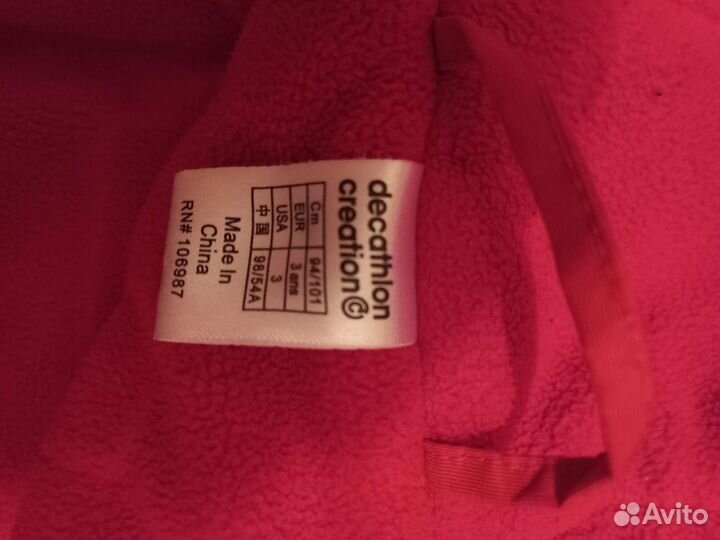 decathlon
creation©
Cm 94/101
EUR 3 ans
USA 3
中国 98/54A
Made In
China
RN# 106987
Avito